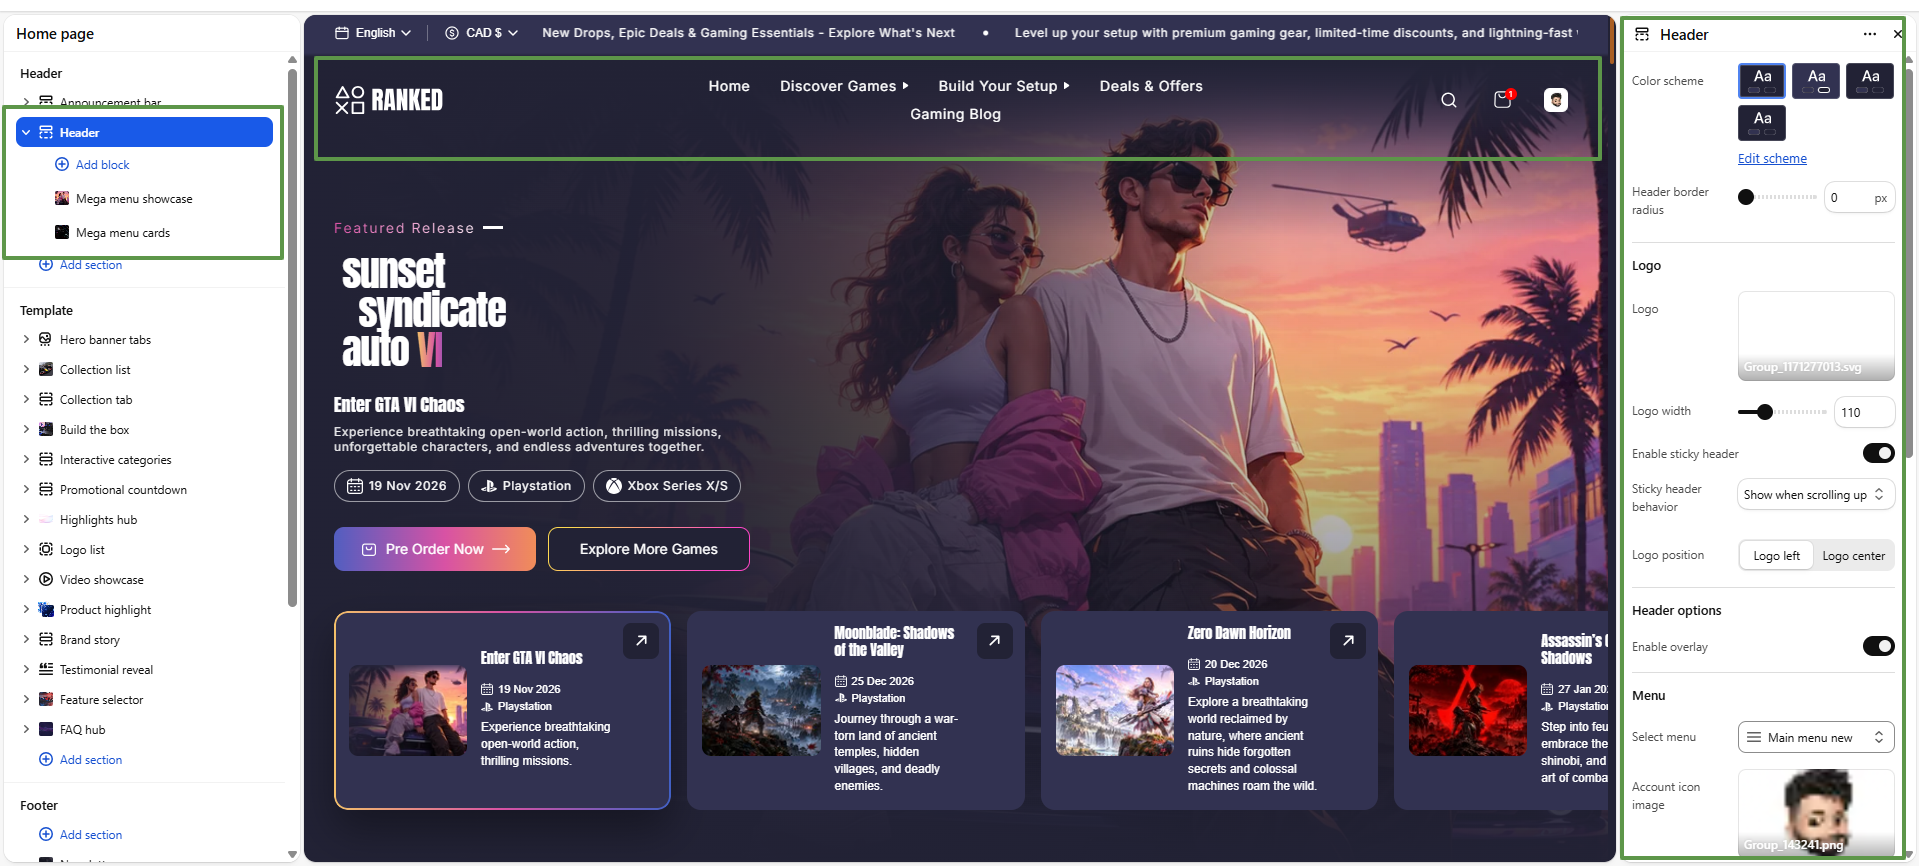 Home page
Header
Announcement bar
Header
Add block
Mega menu showcase
Mega menu cards
Add section
Template
Hero banner tabs
Collection list
Collection tab
Build the box
Interactive categories
Promotional countdown
Highlights hub
Logo list
Video showcase
Product highlight
Brand story
Testimonial reveal
Feature selector
FAQ hub
Add section
Footer
Add section
English
CAD $
New Drops, Epic Deals & Gaming Essentials - Explore What's Next
Level up your setup with premium gaming gear, limited-time discounts, and lightning-fast
RANKED
Home
Discover Games
Build Your Setup
Deals & Offers
Gaming Blog
1
Featured Release
sunset
syndicate
auto VI
Enter GTA VI Chaos
Experience breathtaking open-world action, thrilling missions,
unforgettable characters, and endless adventures together.
19 Nov 2026
Playstation
Xbox Series X/S
Pre Order Now
Explore More Games
Enter GTA VI Chaos
19 Nov 2026
Playstation
Experience breathtaking
open-world action,
thrilling missions.
Moonblade: Shadows
of the Valley
25 Dec 2026
Playstation
Journey through a war-
torn land of ancient
temples, hidden
villages, and deadly
enemies.
Zero Dawn Horizon
20 Dec 2026
Playstation
Explore a breathtaking
world reclaimed by
nature, where ancient
ruins hide forgotten
secrets and colossal
machines roam the wild.
Assassin's
Shadows
27 Jan
Playstation
Step into
embrace the
shinobi, and
art of
Header
Color scheme
Aa
Aa
Aa
Aa
Edit scheme
Header border
radius
0
px
Logo
Logo
Group_1171277013.svg
Logo width
110
Enable sticky header
Sticky header
behavior
Show when scrolling up
Logo position
Logo left
Logo center
Header options
Enable overlay
Menu
Select menu
Main menu new
Account icon
image
Group_143241.png